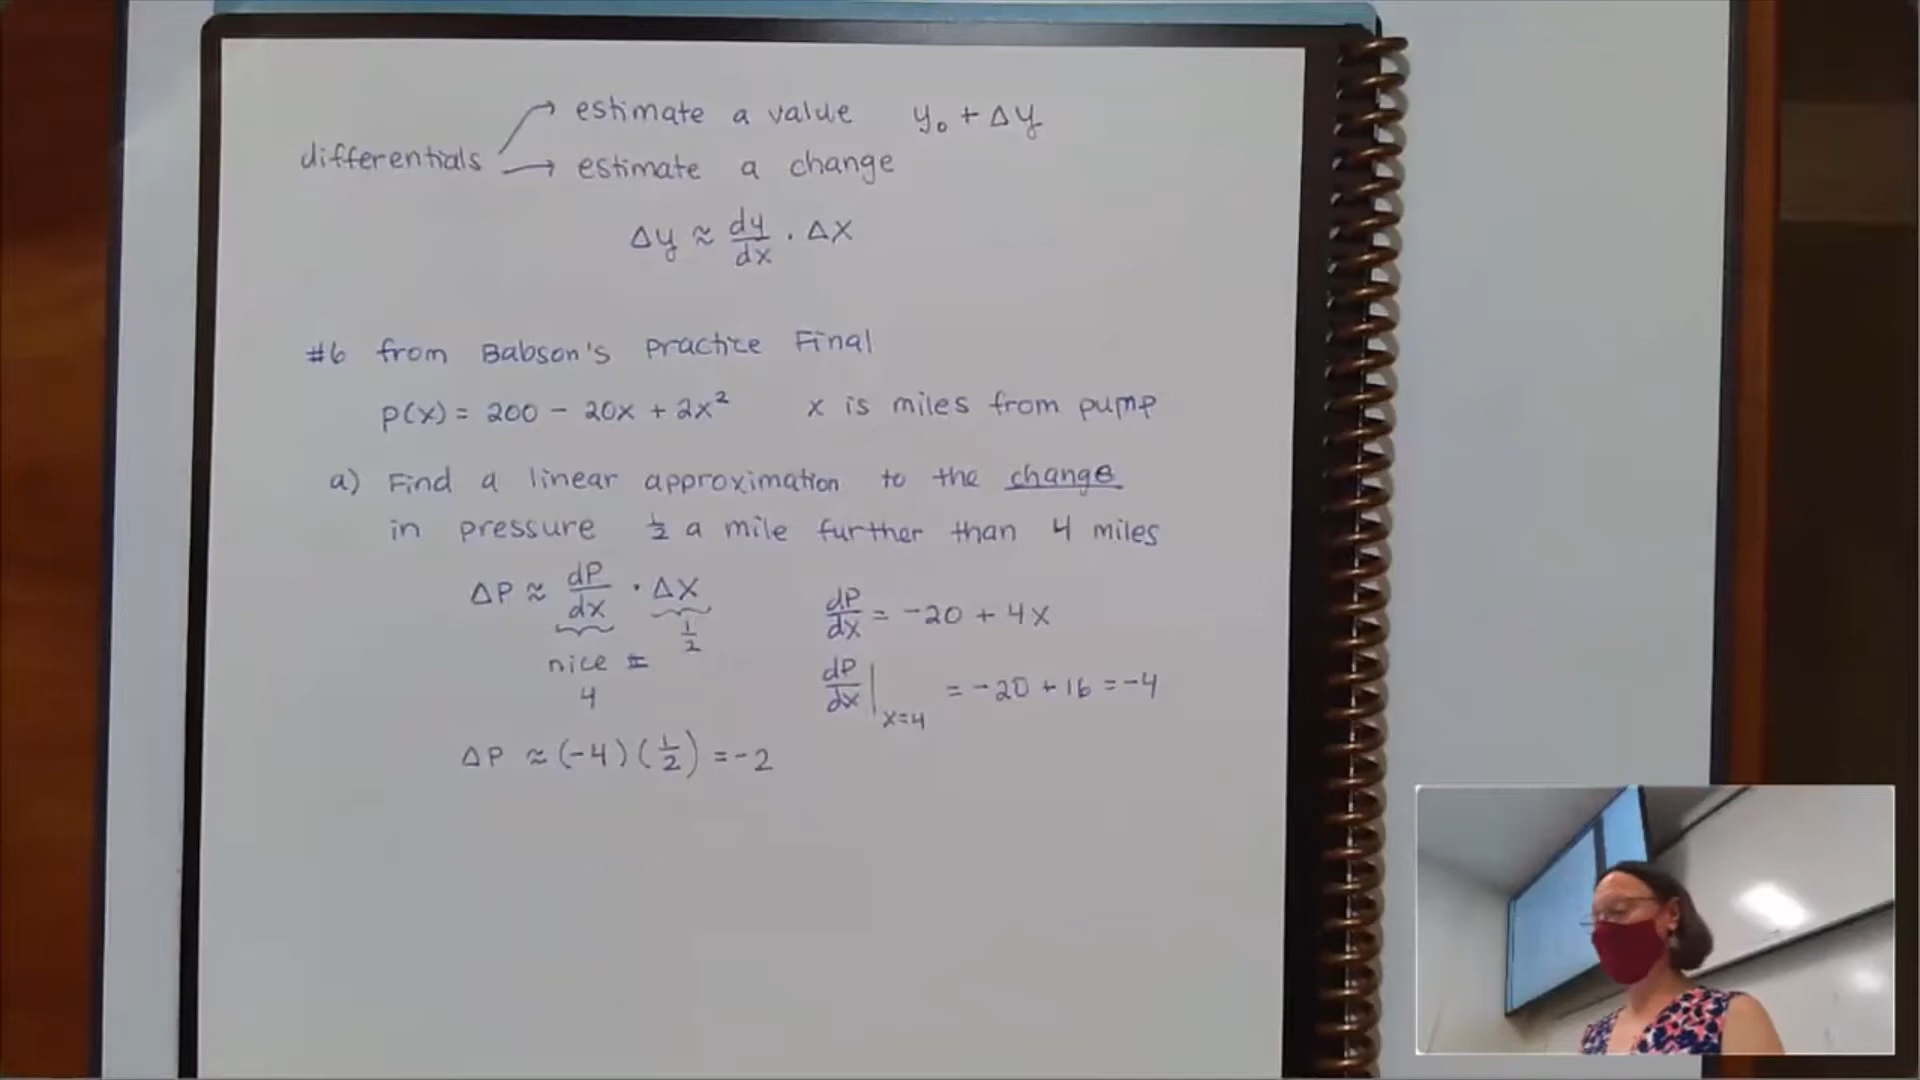 differentials → estimate a value y₀ + Δy
→ estimate a change
Δy ≈ dy/dx · Δx
#6 from Babson's Practice Final
p(x) = 200 - 20x + 2x² x is miles from pump
a) Find a linear approximation to the change
in pressure ½ a mile further than 4 miles
ΔP ≈ dP/dx · Δx
1/2
nice #
4
dP/dx = -20 + 4x
dP/dx |x=4 = -20 + 16 = -4
ΔP ≈ (-4)(1/2) = -2